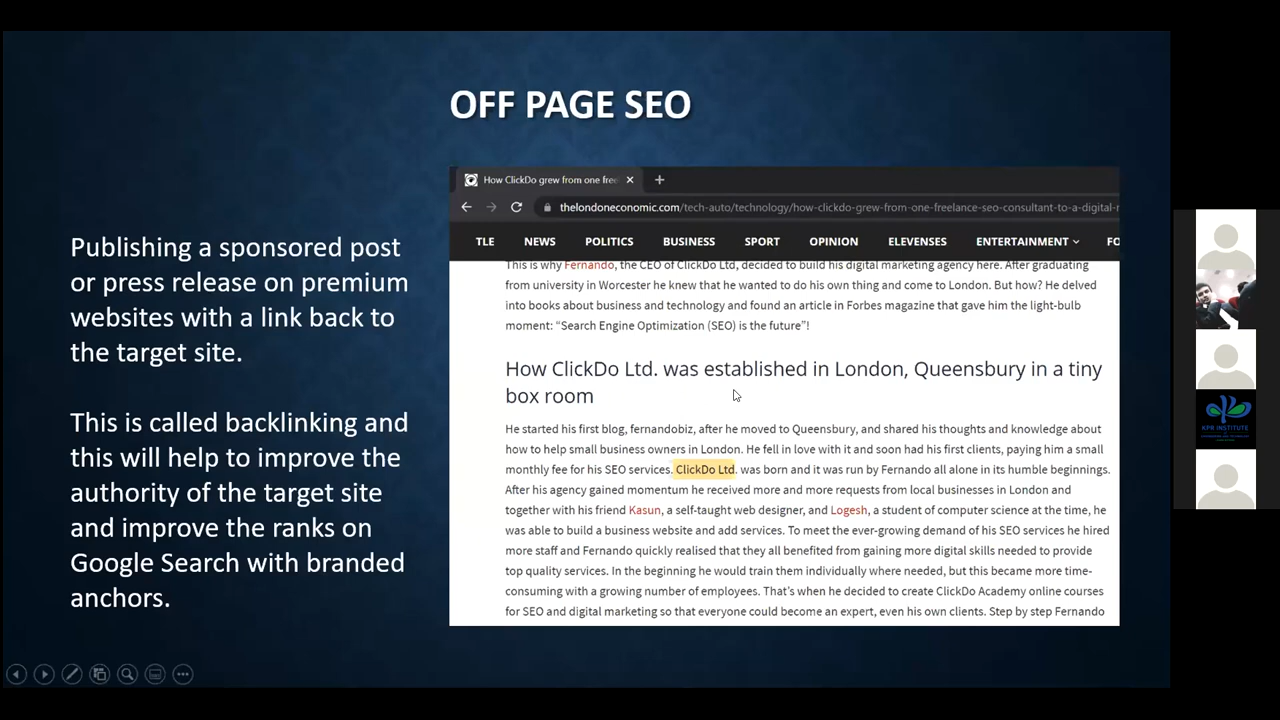 OFF PAGE SEO
Publishing a sponsored post
or press release on premium
websites with a link back to
the target site.
This is called backlinking and
this will help to improve the
authority of the target site
and improve the ranks on
Google Search with branded
anchors.
How ClickDo grew from one free
thelondoneconomic.com/tech-auto/technology/how-clickdo-grew-from-one-freelance-seo-consultant-to-a-digital-r
TLE NEWS POLITICS BUSINESS SPORT OPINION ELEVENSES ENTERTAINMENT FO
This is why Fernando, the CEO of ClickDo Ltd, decided to build his digital marketing agency here. After graduating
from university in Worcester he knew that he wanted to do his own thing and come to London. But how? He delved
into books about business and technology and found an article in Forbes magazine that gave him the light-bulb
moment: “Search Engine Optimization (SEO) is the future”!
How ClickDo Ltd. was established in London, Queensbury in a tiny
box room
He started his first blog, fernandobiz, after he moved to Queensbury, and shared his thoughts and knowledge about
how to help small business owners in London. He fell in love with it and soon had his first clients, paying him a small
monthly fee for his SEO services. ClickDo Ltd. was born and it was run by Fernando all alone in its humble beginnings.
After his agency gained momentum he received more and more requests from local businesses in London and
together with his friend Kasun, a self-taught web designer, and Logesh, a student of computer science at the time, he
was able to build a business website and add services. To meet the ever-growing demand of his SEO services he hired
more staff and Fernando quickly realised that they all benefited from gaining more digital skills needed to provide
top quality services. In the beginning he would train them individually where needed, but this became more time-
consuming with a growing number of employees. That’s when he decided to create ClickDo Academy online courses
for SEO and digital marketing so that everyone could become an expert, even his own clients. Step by step Fernando
KPR INSTITUTE